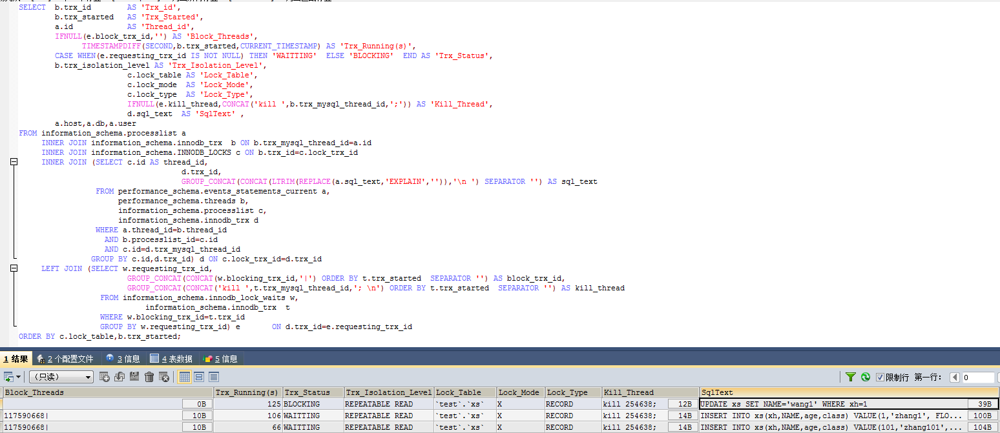 SELECT b.trx_id AS 'Trx_id',
b.trx_started AS 'Trx_Started',
a.id AS 'Thread_id',
IFNULL(e.block_trx_id,'') AS 'Block_Threads',
TIMESTAMPDIFF(SECOND,b.trx_started,CURRENT_TIMESTAMP) AS 'Trx_Running(s)',
CASE WHEN(e.requesting_trx_id IS NOT NULL) THEN 'WAITTING' ELSE 'BLOCKING' END AS 'Trx_Status',
b.trx_isolation_level AS 'Trx_Isolation_Level',
c.lock_table AS 'Lock_Table',
c.lock_mode AS 'Lock_Mode',
c.lock_type AS 'Lock_Type',
IFNULL(e.kill_thread,CONCAT('kill ',b.trx_mysql_thread_id,';')) AS 'Kill_Thread',
d.sql_text AS 'SqlText' ,
a.host,a.db,a.user
FROM information_schema.processlist a
INNER JOIN information_schema.innodb_trx b ON b.trx_mysql_thread_id=a.id
INNER JOIN information_schema.INNODB_LOCKS c ON b.trx_id=c.lock_trx_id
INNER JOIN (SELECT c.id AS thread_id,
d.trx_id,
GROUP_CONCAT(CONCAT(LTRIM(REPLACE(a.sql_text,'EXPLAIN','')),'\n ') SEPARATOR '') AS sql_text
FROM performance_schema.events_statements_current a,
performance_schema.threads b,
information_schema.processlist c,
information_schema.innodb_trx d
WHERE a.thread_id=b.thread_id
AND b.processlist_id=c.id
AND c.id=d.trx_mysql_thread_id
GROUP BY c.id,d.trx_id) d ON c.lock_trx_id=d.trx_id
LEFT JOIN (SELECT w.requesting_trx_id,
GROUP_CONCAT(CONCAT(w.blocking_trx_id,'|') ORDER BY t.trx_started SEPARATOR '') AS block_trx_id,
GROUP_CONCAT(CONCAT('kill ',t.trx_mysql_thread_id,'; \n') ORDER BY t.trx_started SEPARATOR '') AS kill_thread
FROM information_schema.innodb_lock_waits w,
information_schema.innodb_trx t
WHERE w.blocking_trx_id=t.trx_id
GROUP BY w.requesting_trx_id) e ON d.trx_id=e.requesting_trx_id
ORDER BY c.lock_table,b.trx_started;
1 结果 2 个配置文件 3 信息 4 表数据 5 信息
（只读） 限制行 第一行： 0
Block_Threads Trx_Running(s) Trx_Status Trx_Isolation_Level Lock_Table Lock_Mode Lock_Type Kill_Thread SqlText
0B 125 BLOCKING REPEATABLE READ `test`.`xs` X RECORD kill 254638; 12B UPDATE xs SET NAME='wang1' WHERE xh=1 39B
117590668| 10B 106 WAITTING REPEATABLE READ `test`.`xs` X RECORD kill 254638; 14B INSERT INTO xs(xh,NAME,age,class) VALUE(1,'zhang1', FLO... 100B
117590668| 10B 66 WAITTING REPEATABLE READ `test`.`xs` X RECORD kill 254638; 14B INSERT INTO xs(xh,NAME,age,class) VALUE(101,'zhang101',... 104B